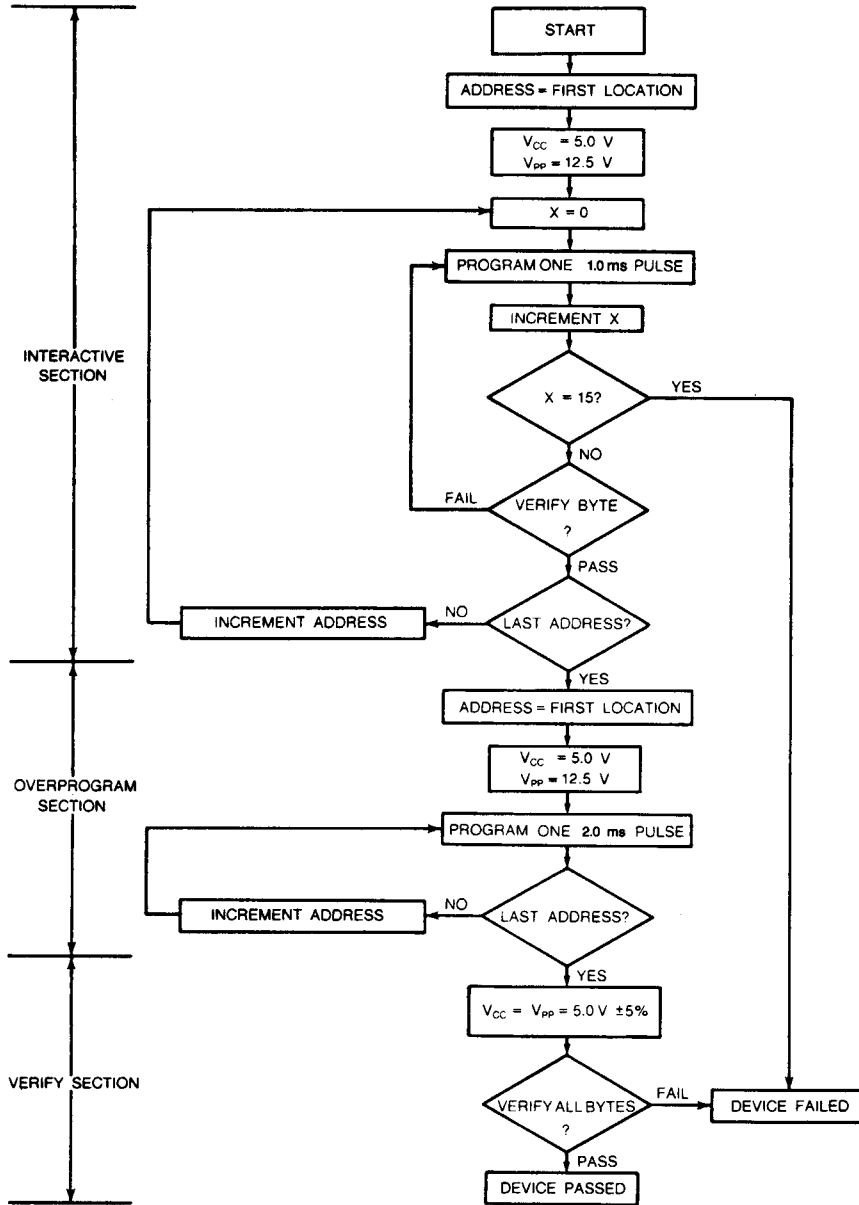 START
ADDRESS = FIRST LOCATION
VCC = 5.0 V
VPP = 12.5 V
X = 0
PROGRAM ONE 1.0 ms PULSE
INCREMENT X
INTERACTIVE
SECTION
X = 15?
YES
NO
FAIL
VERIFY BYTE
?
PASS
INCREMENT ADDRESS
NO
LAST ADDRESS?
YES
ADDRESS = FIRST LOCATION
VCC = 5.0 V
VPP = 12.5 V
OVERPROGRAM
SECTION
PROGRAM ONE 2.0 ms PULSE
INCREMENT ADDRESS
NO
LAST ADDRESS?
YES
VCC = VPP = 5.0 V ±5%
VERIFY SECTION
VERIFY ALL BYTES
?
FAIL
DEVICE FAILED
PASS
DEVICE PASSED